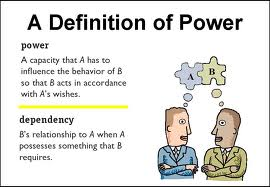 A Definition of Power
power
A capacity that A has to
influence the behavior of B
so that B acts in accordance
with A's wishes.
dependency
B's relationship to A when A
possesses something that B
requires.
A B